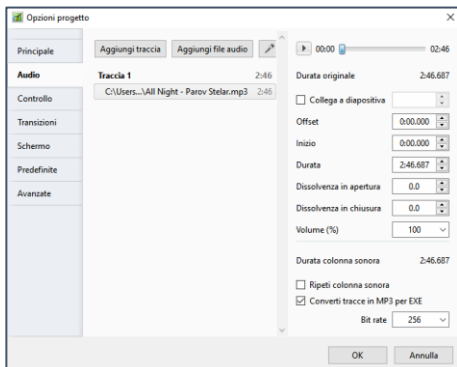 Opzioni progetto
Principale
Audio
Controllo
Transizioni
Schermo
Predefinite
Avanzate
Aggiungi traccia Aggiungi file audio
Traccia 1 2:46
C:\Users...\All Night - Parov Stelar.mp3 2:46
00:00 02:46
Durata originale 2:46.687
Collega a diapositiva
Offset 0:00.000
Inizio 0:00.000
Durata 2:46.687
Dissolvenza in apertura 0.0
Dissolvenza in chiusura 0.0
Volume (%) 100
Durata colonna sonora 2:46.687
Ripeti colonna sonora
Converti tracce in MP3 per EXE
Bit rate 256
OK Annulla